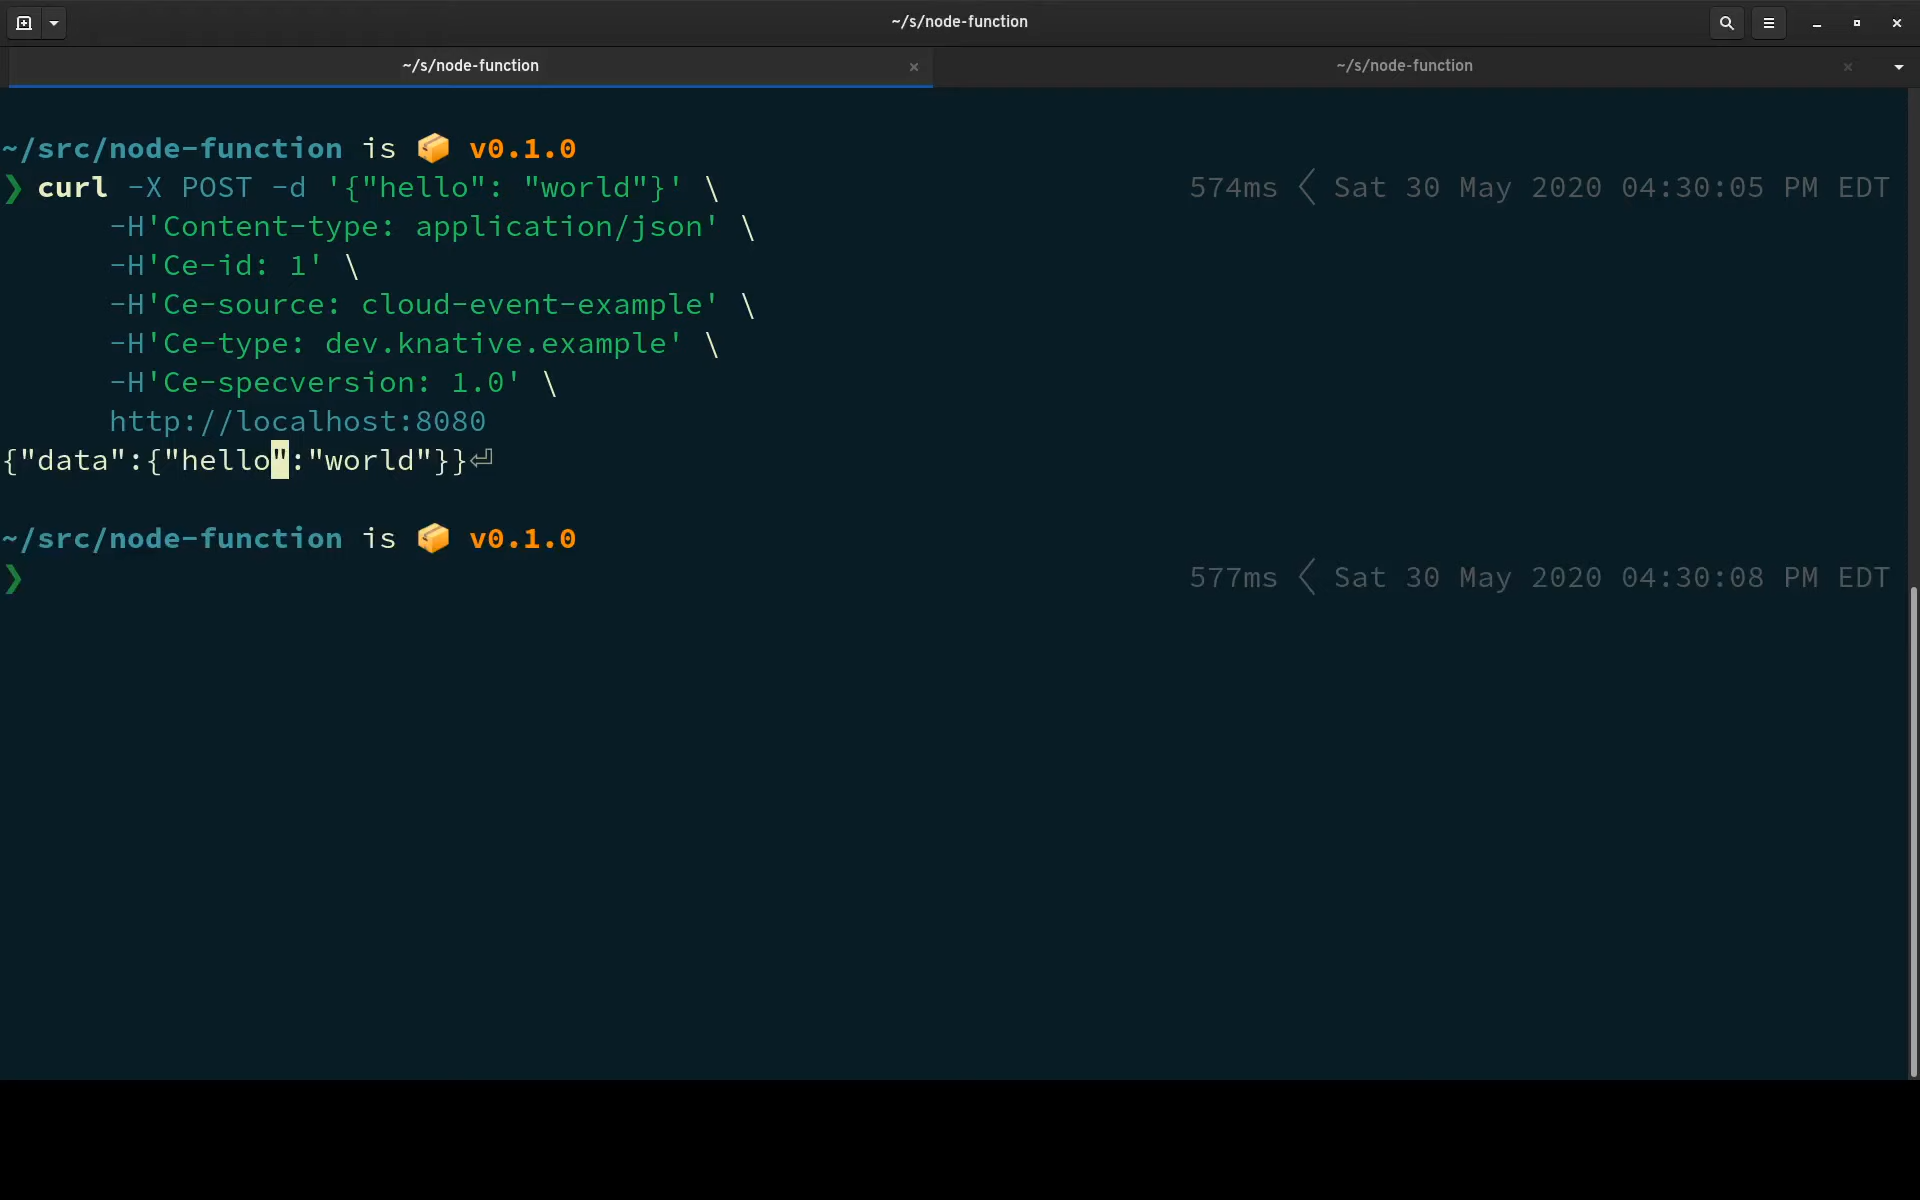 ~/s/node-function
~/s/node-function
~/s/node-function
~/src/node-function is 📦 v0.1.0
❯ curl -X POST -d '{"hello": "world"}' \ 574ms < Sat 30 May 2020 04:30:05 PM EDT
-H'Content-type: application/json' \
-H'Ce-id: 1' \
-H'Ce-source: cloud-event-example' \
-H'Ce-type: dev.knative.example' \
-H'Ce-specversion: 1.0' \
http://localhost:8080
{"data":{"hello":"world"}}⏎
~/src/node-function is 📦 v0.1.0
❯ 577ms < Sat 30 May 2020 04:30:08 PM EDT